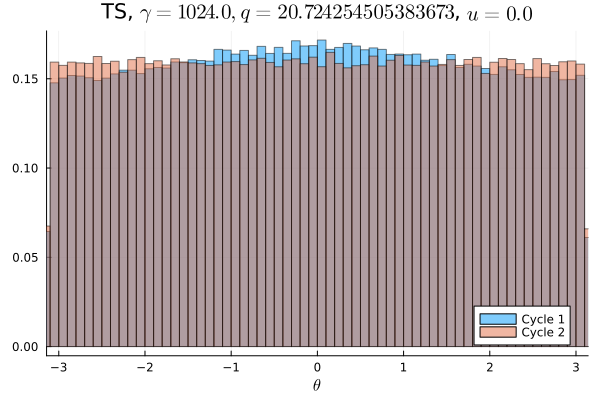 TS, γ = 1024.0, q = 20.724254505383673, u = 0.0
0.15
0.10
0.05
0.00
−3
−2
−1
0
1
2
3
θ
Cycle 1
Cycle 2